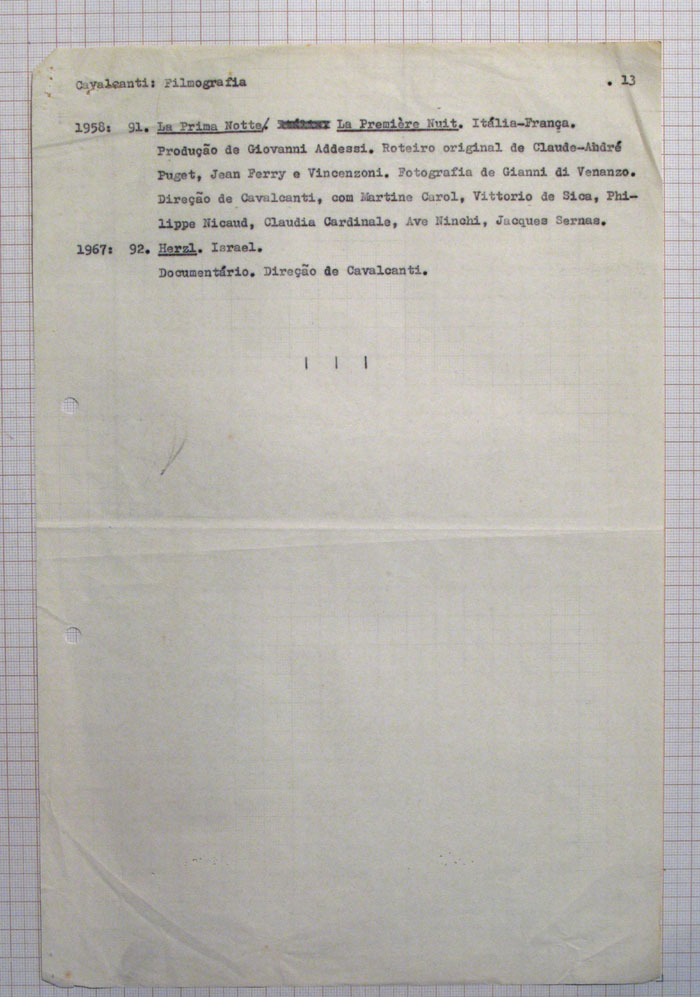 Cavalcanti: Filmografia . 13
1958: 91. La Prima Notte/ La Première Nuit. Itália-França.
Produção de Giovanni Addessi. Roteiro original de Claude-André
Puget, Jean Ferry e Vincenzoni. Fotografia de Gianni di Venanzo.
Direção de Cavalcanti, com Martine Carol, Vittorio de Sica, Phi-
lippe Nicaud, Claudia Cardinale, Ave Ninchi, Jacques Sernas.
1967: 92. Herzl. Israel.
Documentário. Direção de Cavalcanti.